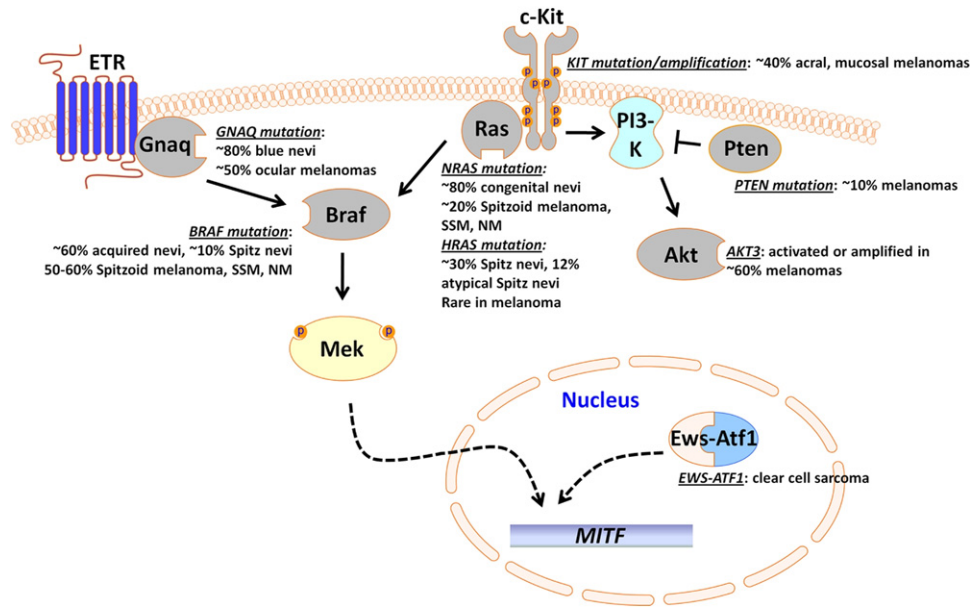 c-Kit
KIT mutation/amplification: ~40% acral, mucosal melanomas
ETR
Gnaq
GNAQ mutation:
~80% blue nevi
~50% ocular melanomas
Ras
PI3-
K
Pten
PTEN mutation: ~10% melanomas
NRAS mutation:
~80% congenital nevi
~20% Spitzoid melanoma,
SSM, NM
HRAS mutation:
~30% Spitz nevi, 12%
atypical Spitz nevi
Rare in melanoma
Braf
BRAF mutation:
~60% acquired nevi, ~10% Spitz nevi
50-60% Spitzoid melanoma, SSM, NM
Akt
AKT3: activated or amplified in
~60% melanomas
p
p
p
p
p
p
p
p
p
p
Mek
Nucleus
Ews-Atf1
EWS-ATF1: clear cell sarcoma
MITF